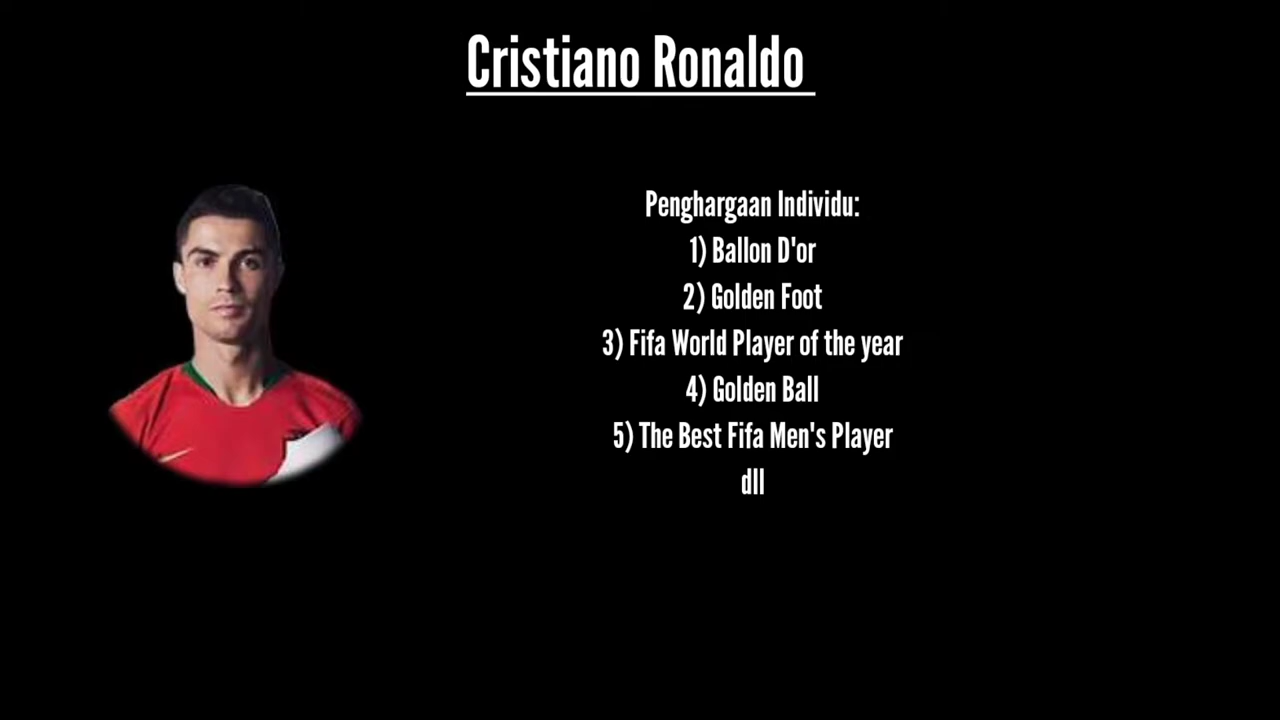 Cristiano Ronaldo
Penghargaan Individu:
1) Ballon D'or
2) Golden Foot
3) Fifa World Player of the year
4) Golden Ball
5) The Best Fifa Men's Player
dll